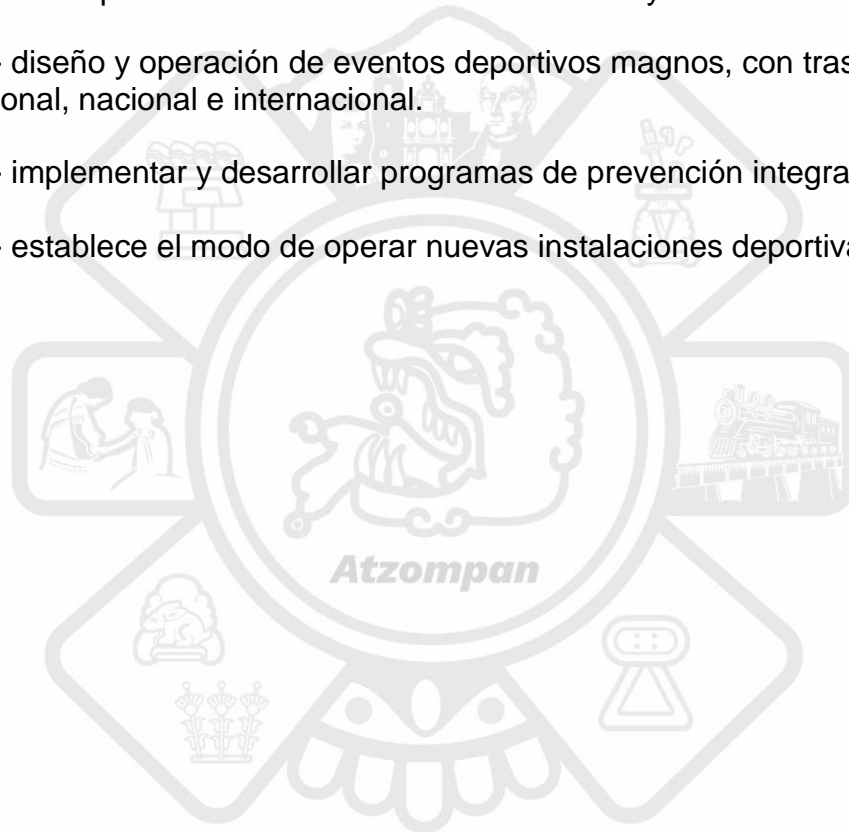 - diseño y operación de eventos deportivos magnos, con tras
onal, nacional e internacional.
- implementar y desarrollar programas de prevención integra
- establece el modo de operar nuevas instalaciones deportiva
Atzompan